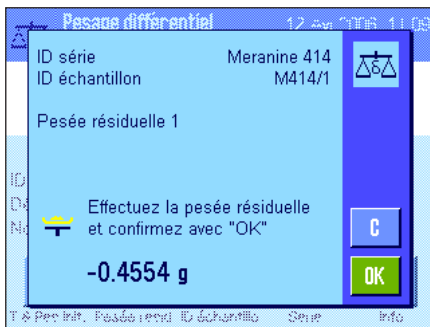 Pesage différentiel
ID série Meranine 414
ID échantillon M414/1
Pesée résiduelle 1
Effectuez la pesée résiduelle
et confirmez avec "OK"
C
-0.4554 g
OK
Info